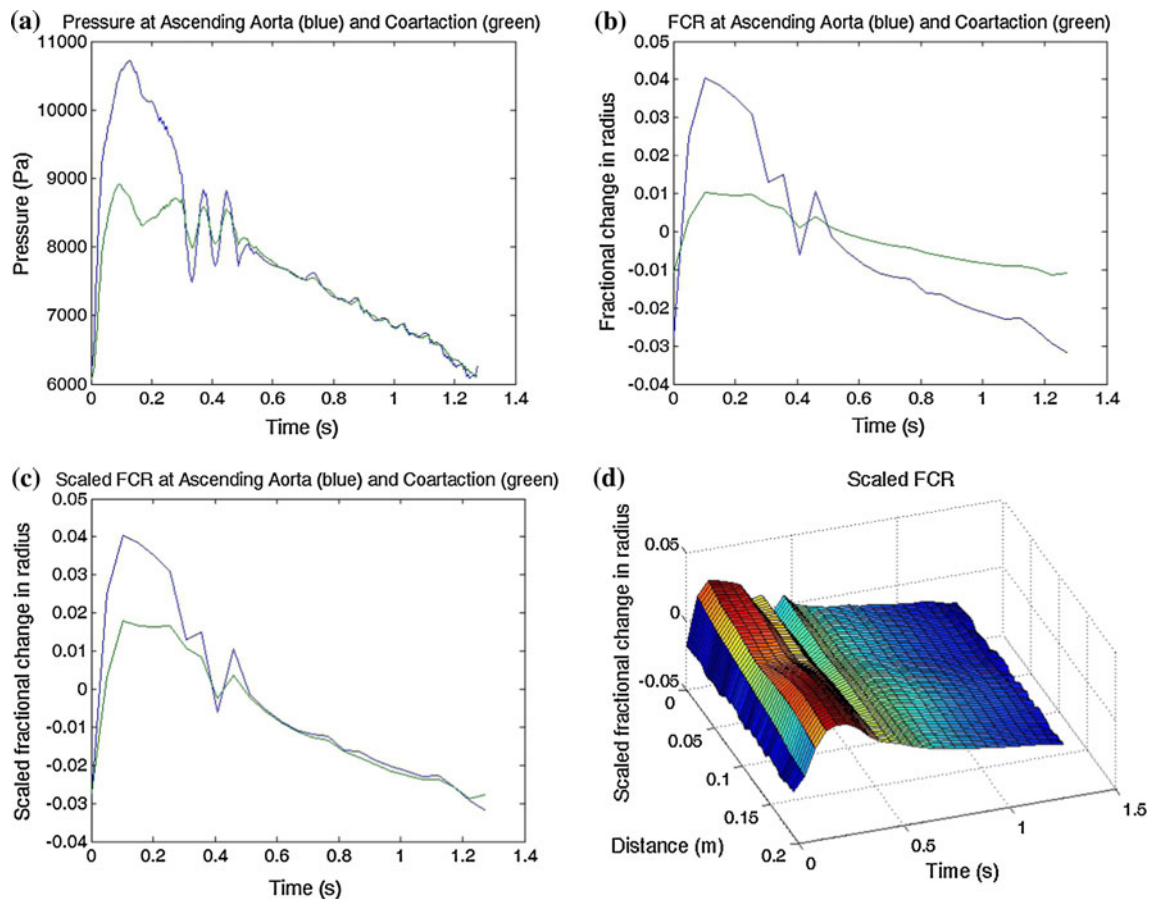 (a) Pressure at Ascending Aorta (blue) and Coartaction (green)
11000
10000
9000
8000
7000
6000
Pressure (Pa)
0 0.2 0.4 0.6 0.8 1 1.2 1.4
Time (s)
(b) FCR at Ascending Aorta (blue) and Coartaction (green)
0.05
0.04
0.03
0.02
0.01
0
-0.01
-0.02
-0.03
-0.04
Fractional change in radius
0 0.2 0.4 0.6 0.8 1 1.2 1.4
Time (s)
(c) Scaled FCR at Ascending Aorta (blue) and Coartaction (green)
0.05
0.04
0.03
0.02
0.01
0
-0.01
-0.02
-0.03
-0.04
Scaled fractional change in radius
0 0.2 0.4 0.6 0.8 1 1.2 1.4
Time (s)
(d) Scaled FCR
0.05
0
-0.05
Scaled fractional change in radius
0
0.05
0.1
0.15
0.2
Distance (m)
0 0.5 1 1.5
Time (s)